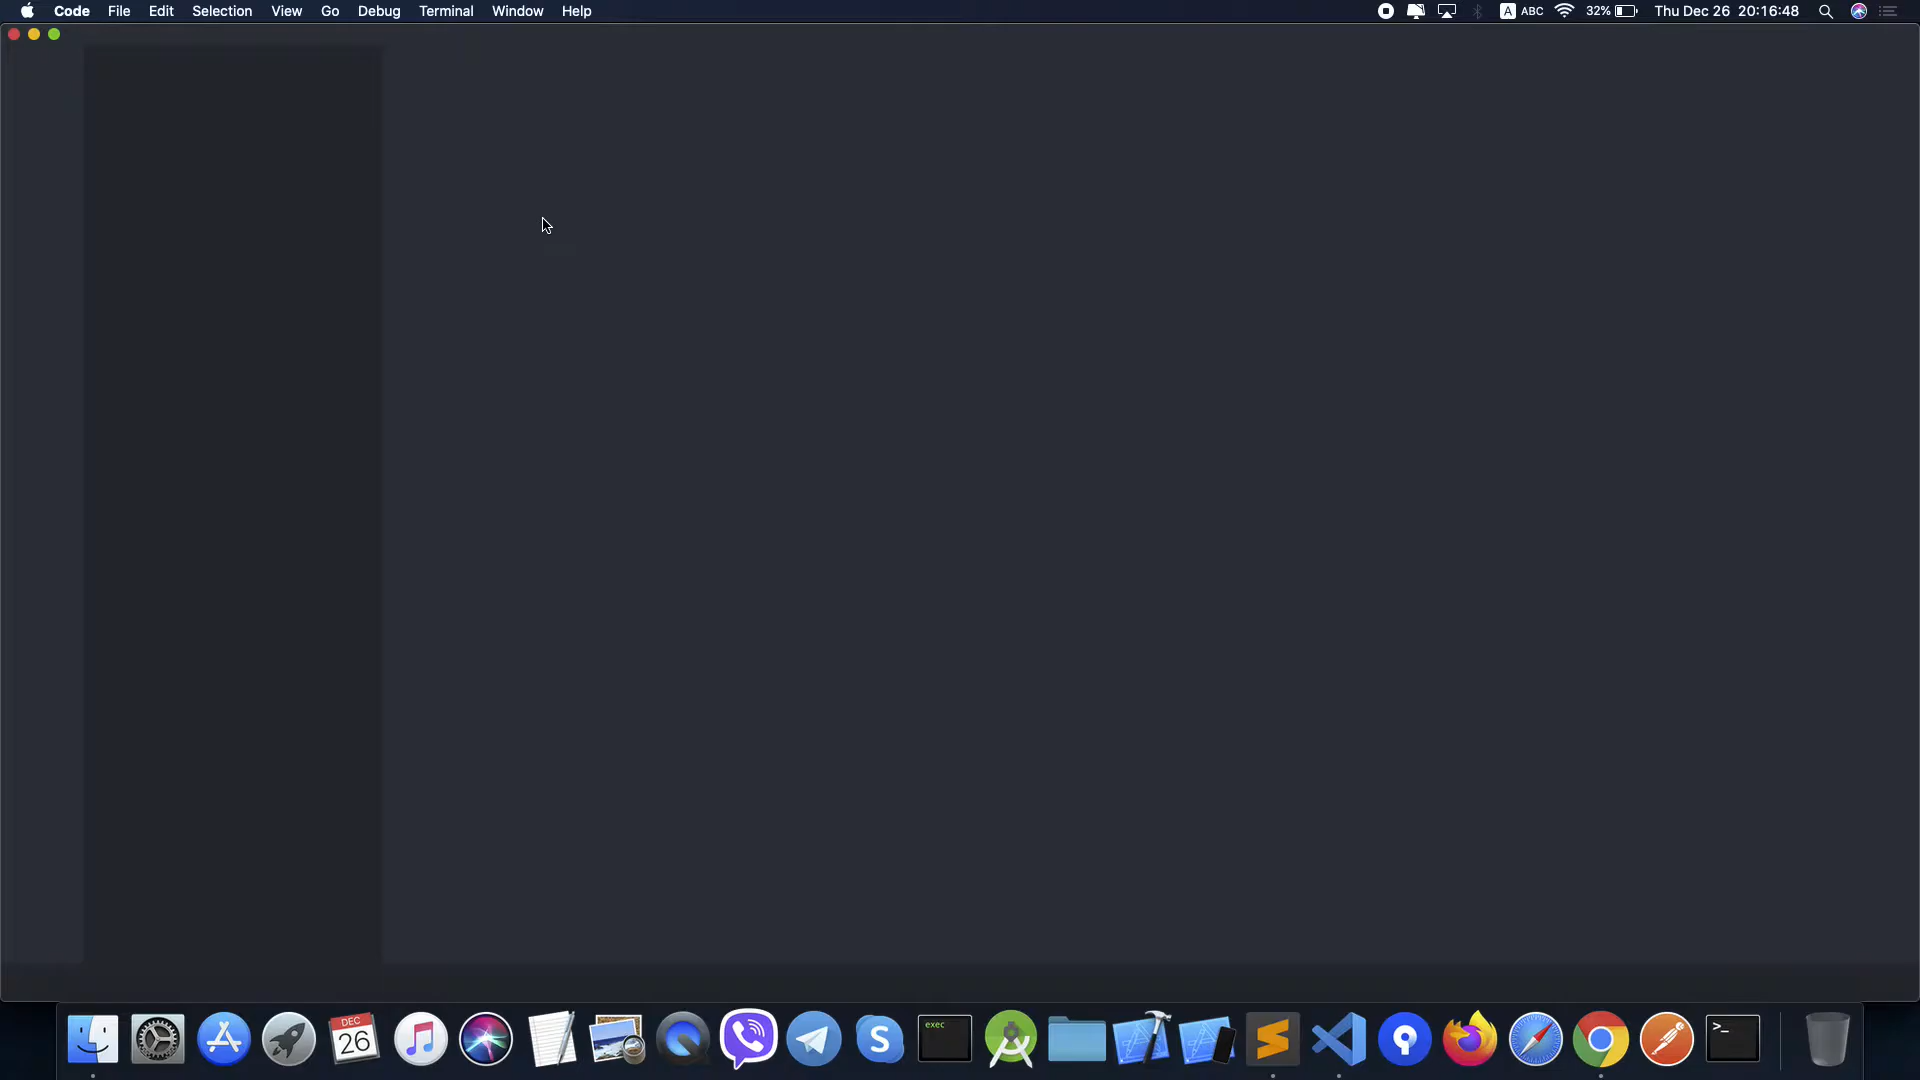 Code File Edit Selection View Go Debug Terminal Window Help A ABC 32% Thu Dec 26 20:16:48
DEC
26
exec
>_